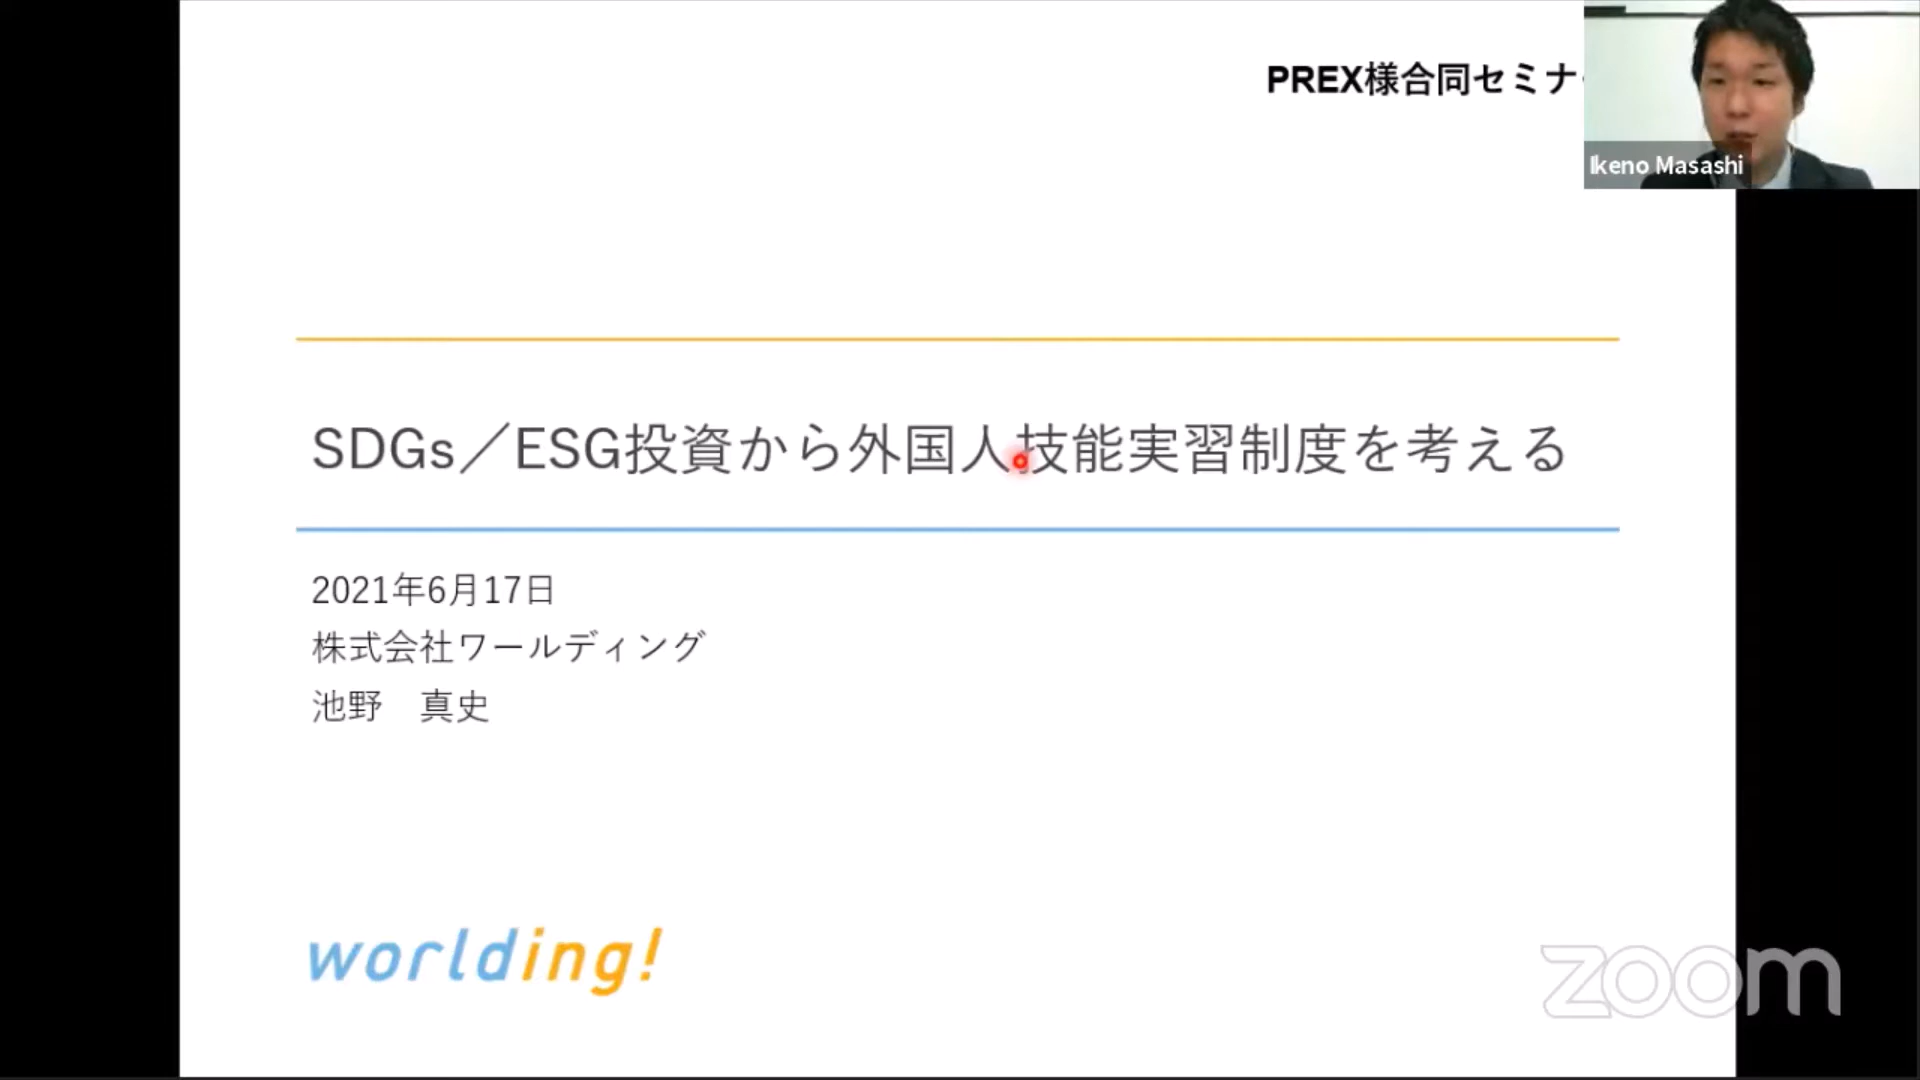 PREX様合同セミナ
Ikeno Masashi
SDGs／ESG投資から外国人技能実習制度を考える
2021年6月17日
株式会社ワールディング
池野　真史
worlding!
zoom